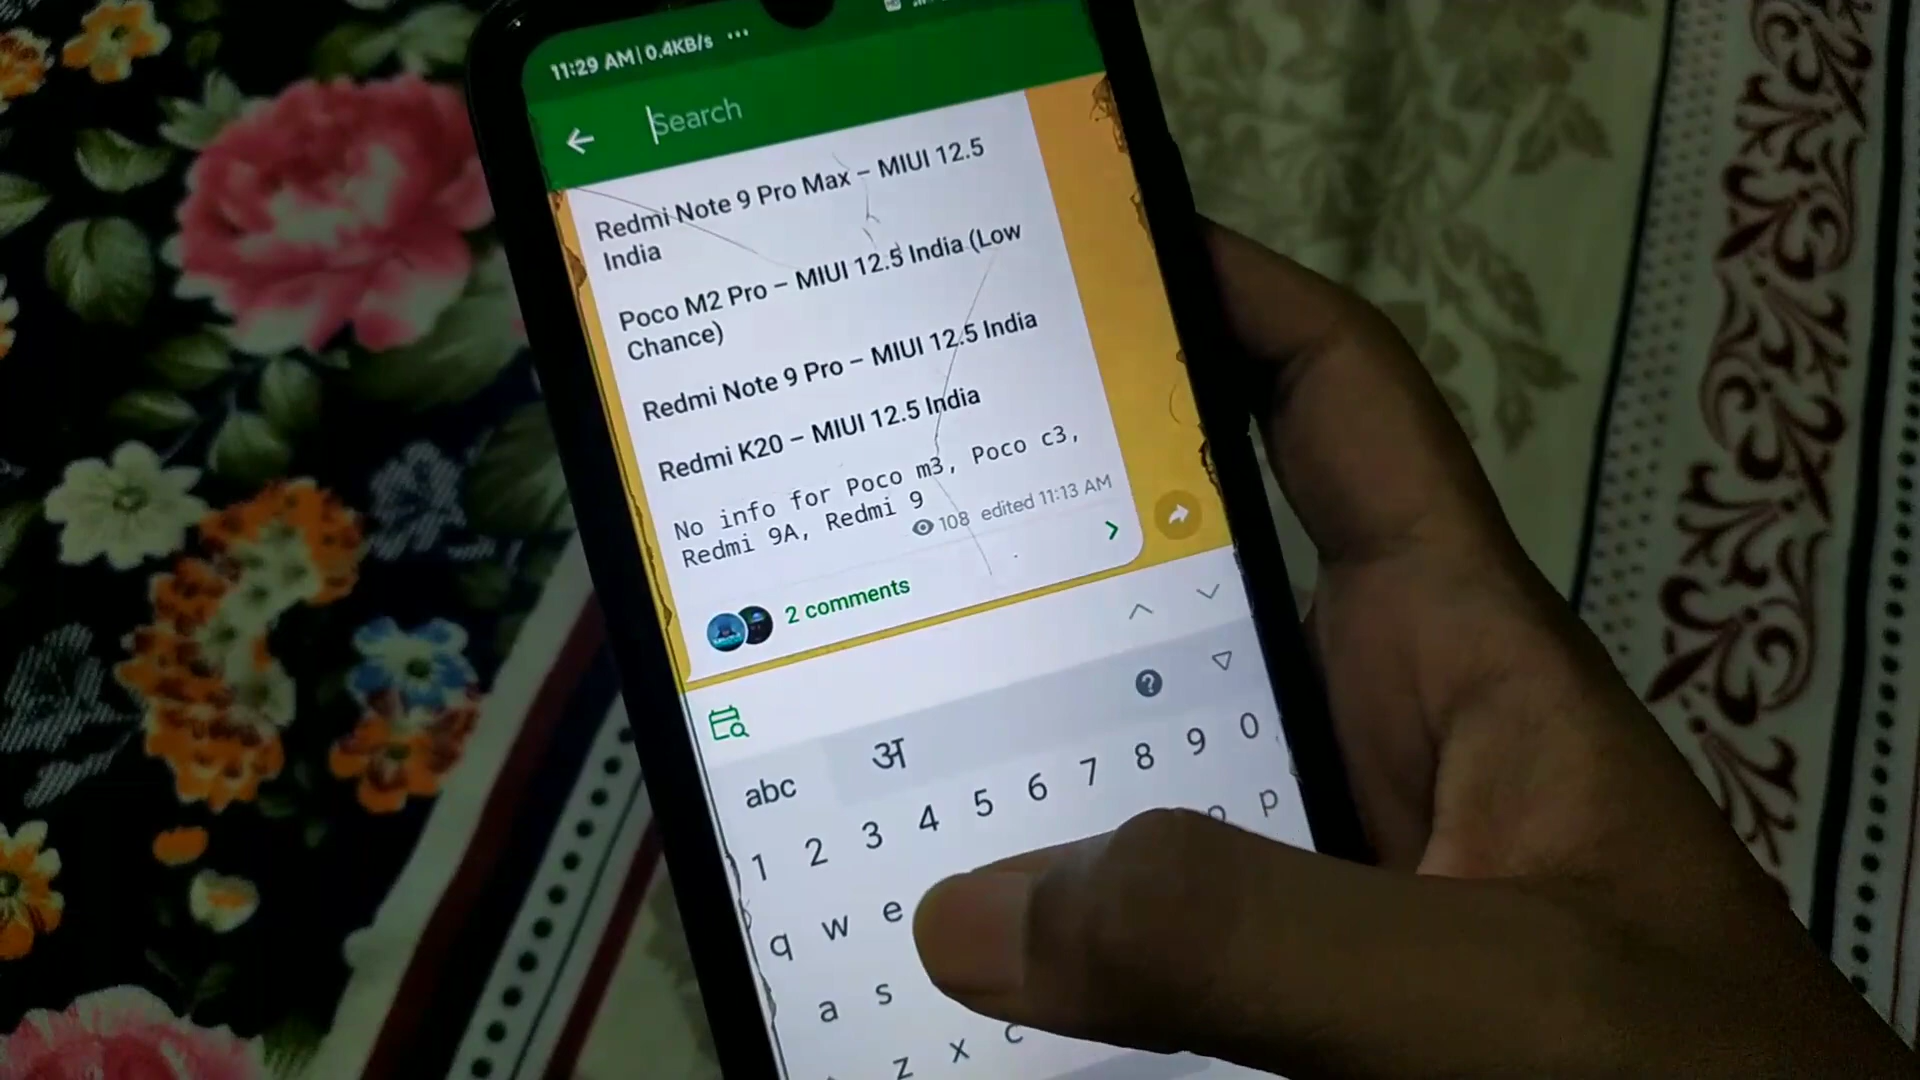 11:29 AM | 0.4KB/s ...
Search
Redmi Note 9 Pro Max – MIUI 12.5
India
Poco M2 Pro – MIUI 12.5 India (Low
Chance)
Redmi Note 9 Pro – MIUI 12.5 India
Redmi K20 – MIUI 12.5 India
No info for Poco m3, Poco c3,
Redmi 9A, Redmi 9
108 edited 11:13 AM
2 comments
abc अ
1 2 3 4 5 6 7 8 9 0
q w e p
a s
z x c